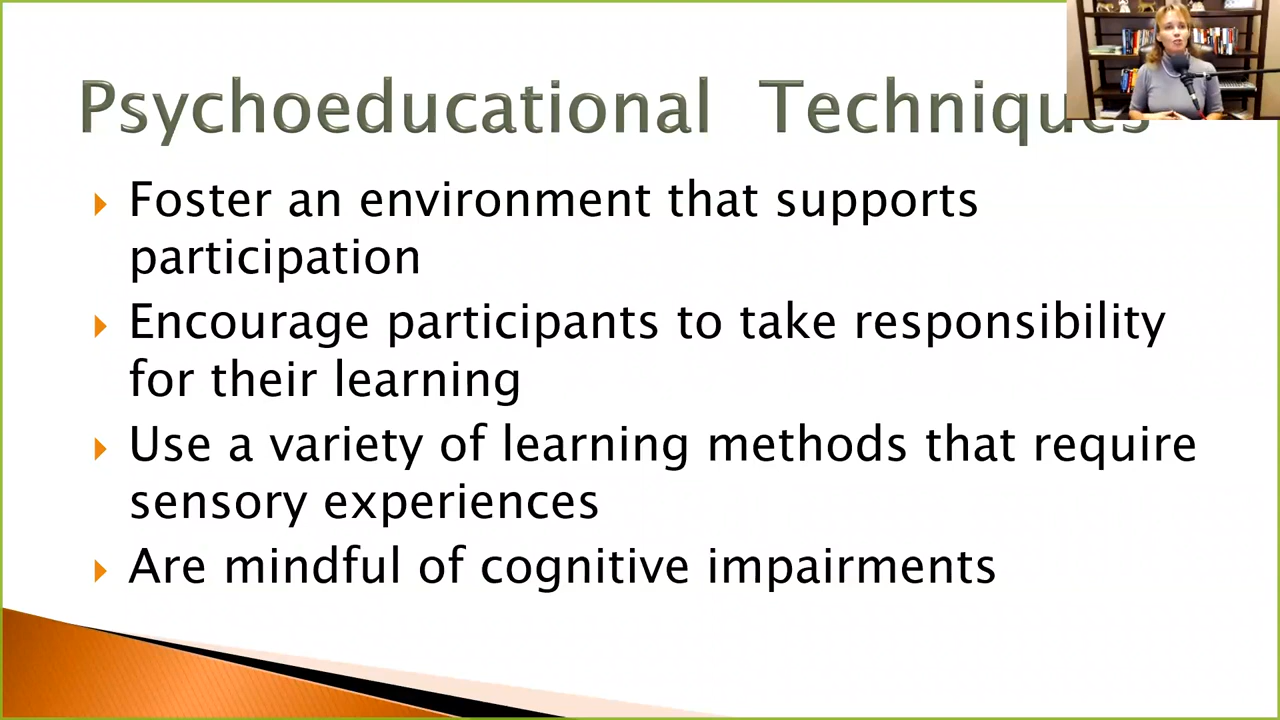 Psychoeducational Techniques
Foster an environment that supports
participation
Encourage participants to take responsibility
for their learning
Use a variety of learning methods that require
sensory experiences
Are mindful of cognitive impairments